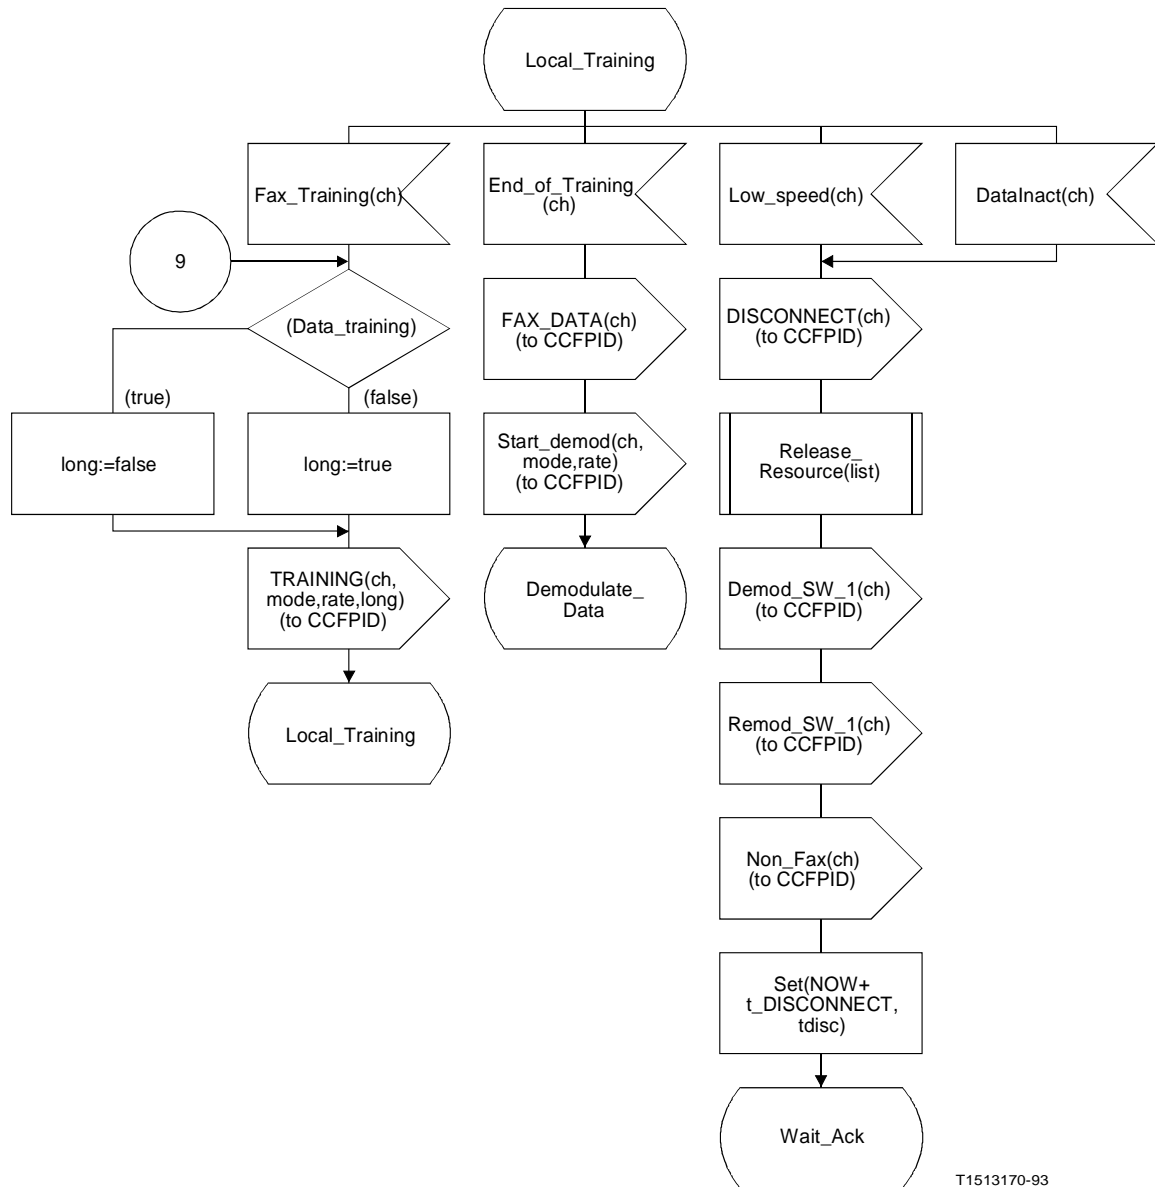 Local_Training
Fax_Training(ch)
End_of_Training
(ch)
Low_speed(ch)
DataInact(ch)
9
(Data_training)
(true)
(false)
long:=false
long:=true
TRAINING(ch,
mode,rate,long)
(to CCFPID)
Local_Training
FAX_DATA(ch)
(to CCFPID)
Start_demod(ch,
mode,rate)
(to CCFPID)
Demodulate_
Data
DISCONNECT(ch)
(to CCFPID)
Release_
Resource(list)
Demod_SW_1(ch)
(to CCFPID)
Remod_SW_1(ch)
(to CCFPID)
Non_Fax(ch)
(to CCFPID)
Set(NOW+
t_DISCONNECT,
tdisc)
Wait_Ack
T1513170-93